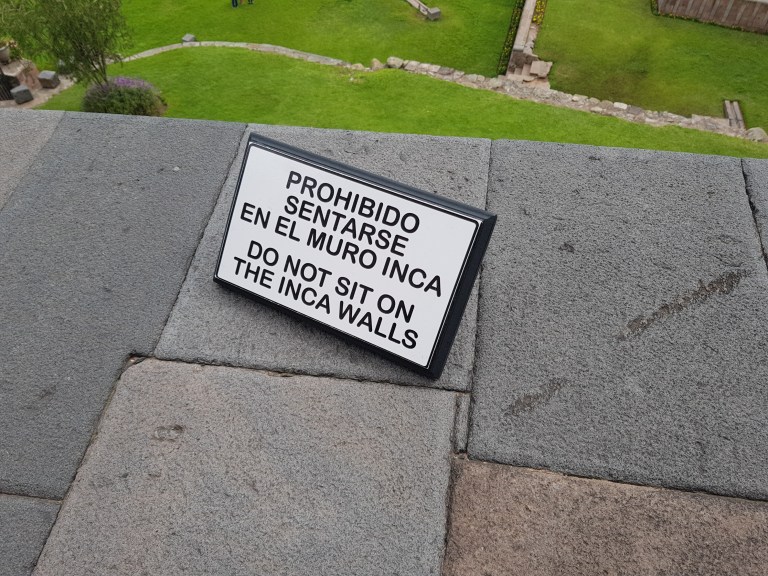 PROHIBIDO
SENTARSE
EN EL MURO INCA
DO NOT SIT ON
THE INCA WALLS